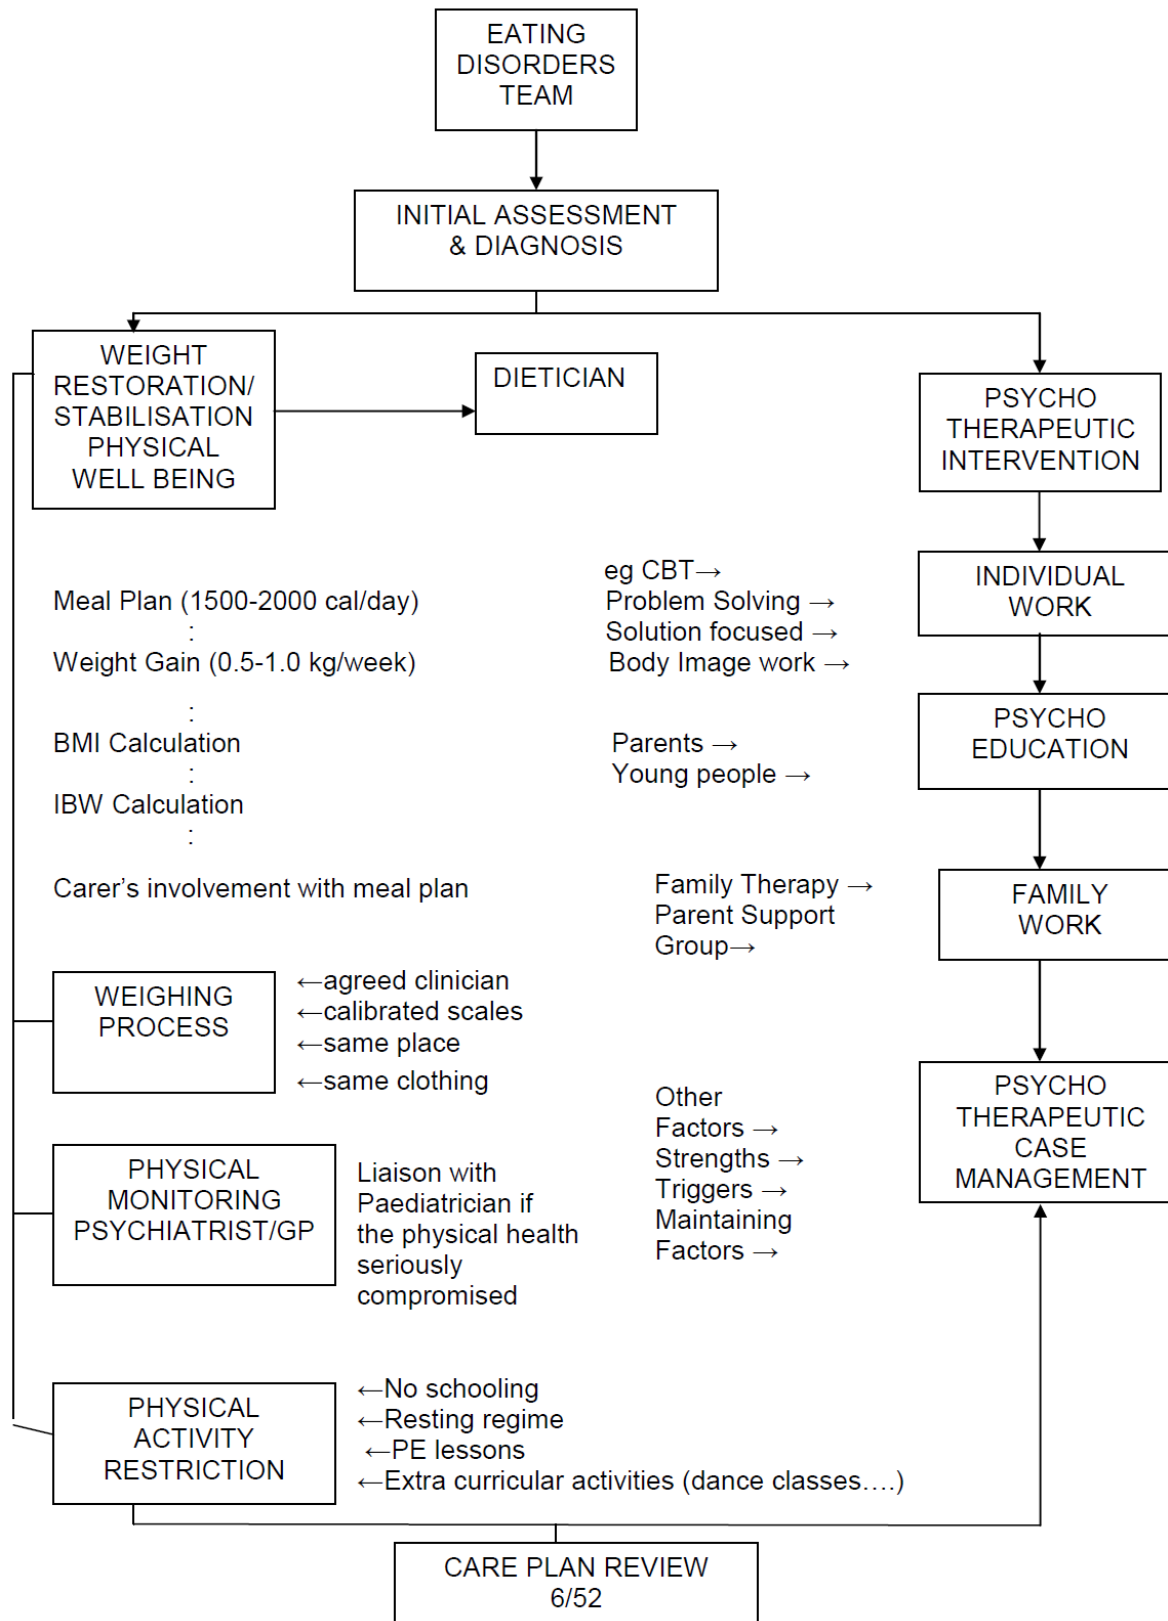 EATING
DISORDERS
TEAM
INITIAL ASSESSMENT
& DIAGNOSIS
WEIGHT
RESTORATION/
STABILISATION
PHYSICAL
WELL BEING
DIETICIAN
PSYCHO
THERAPEUTIC
INTERVENTION
Meal Plan (1500-2000 cal/day)
:
Weight Gain (0.5-1.0 kg/week)
:
BMI Calculation
:
IBW Calculation
:
Carer's involvement with meal plan
eg CBT→
Problem Solving →
Solution focused →
Body Image work →
INDIVIDUAL
WORK
Parents →
Young people →
PSYCHO
EDUCATION
Family Therapy →
Parent Support
Group→
FAMILY
WORK
WEIGHING
PROCESS
←agreed clinician
←calibrated scales
←same place
←same clothing
Other
Factors →
Strengths →
Triggers →
Maintaining
Factors →
PSYCHO
THERAPEUTIC
CASE
MANAGEMENT
PHYSICAL
MONITORING
PSYCHIATRIST/GP
Liaison with
Paediatrician if
the physical health
seriously
compromised
PHYSICAL
ACTIVITY
RESTRICTION
←No schooling
←Resting regime
←PE lessons
←Extra curricular activities (dance classes....)
CARE PLAN REVIEW
6/52